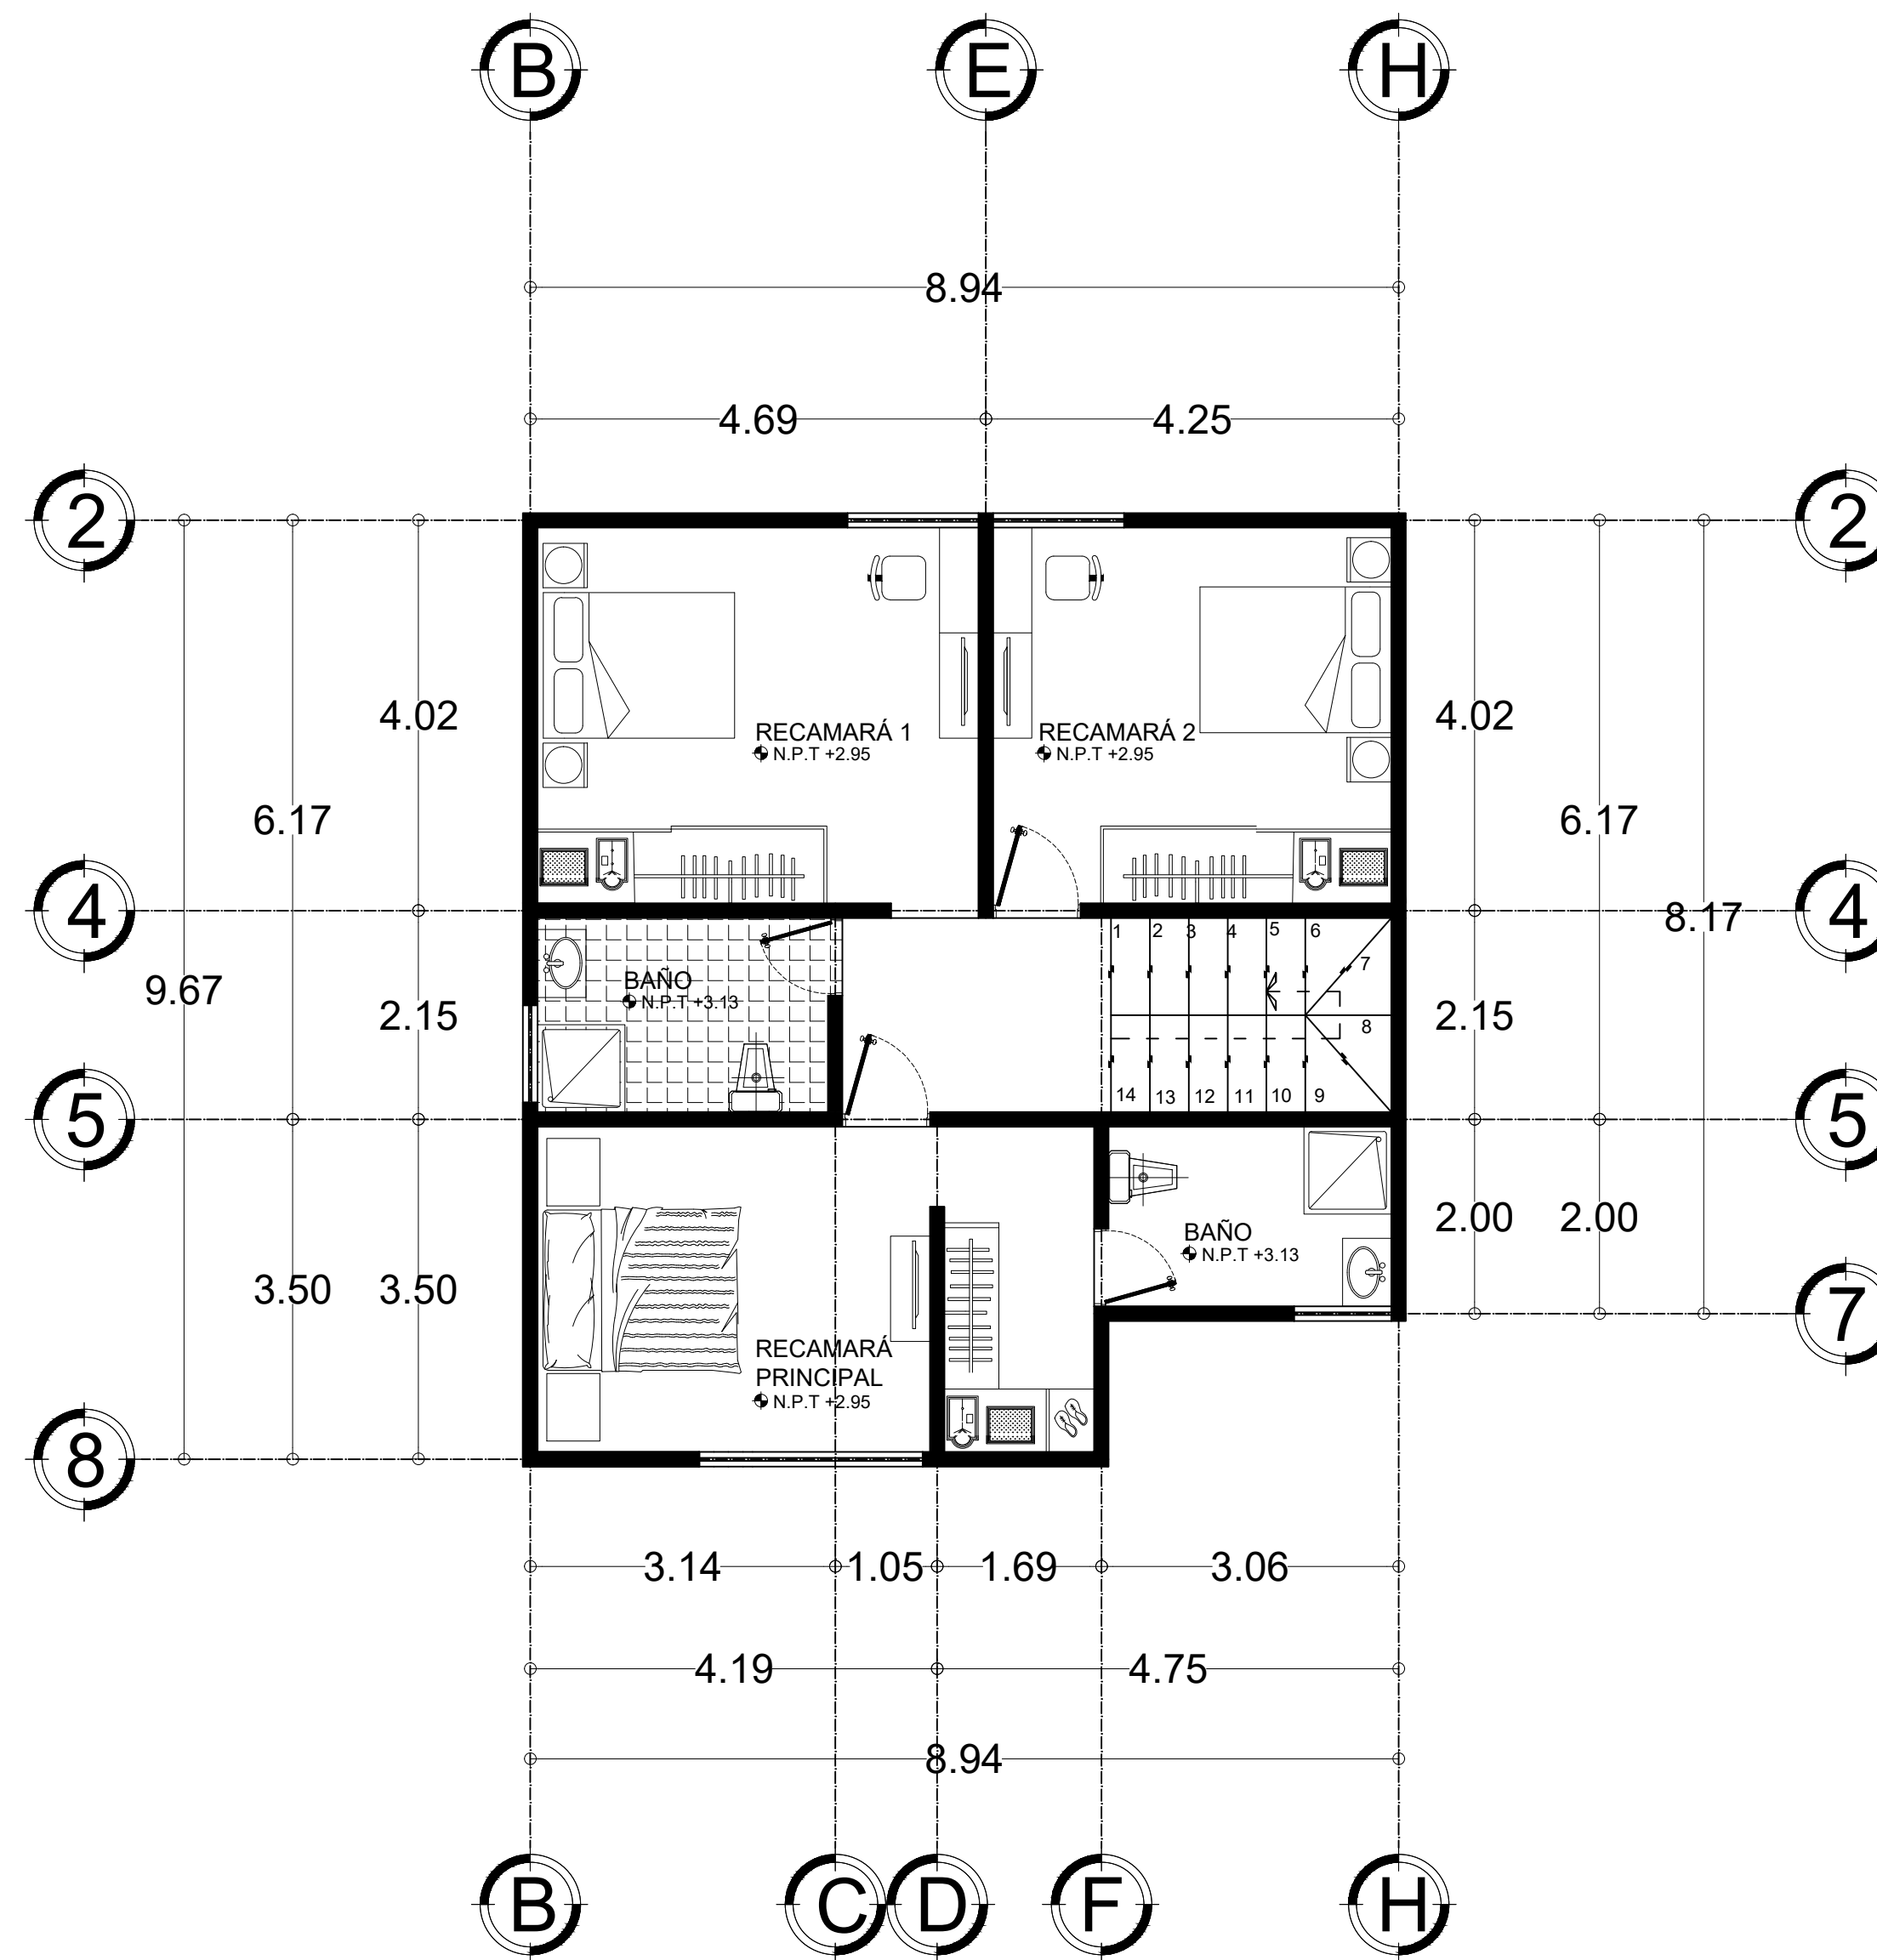 B E H
8.94
4.69 4.25
2 2
RECAMARÁ 1
N.P.T +2.95
RECAMARÁ 2
N.P.T +2.95
4.02 4.02
6.17 6.17
4 4
8.17
9.67
2.15 2.15
BAÑO
N.P.T +3.13
1 2 3 4 5 6
7
8
14 13 12 11 10 9
5 5
2.00 2.00
BAÑO
N.P.T +3.13
3.50 3.50
7
RECAMARÁ
PRINCIPAL
N.P.T +2.95
8
3.14 1.05 1.69 3.06
4.19 4.75
8.94
B C D F H